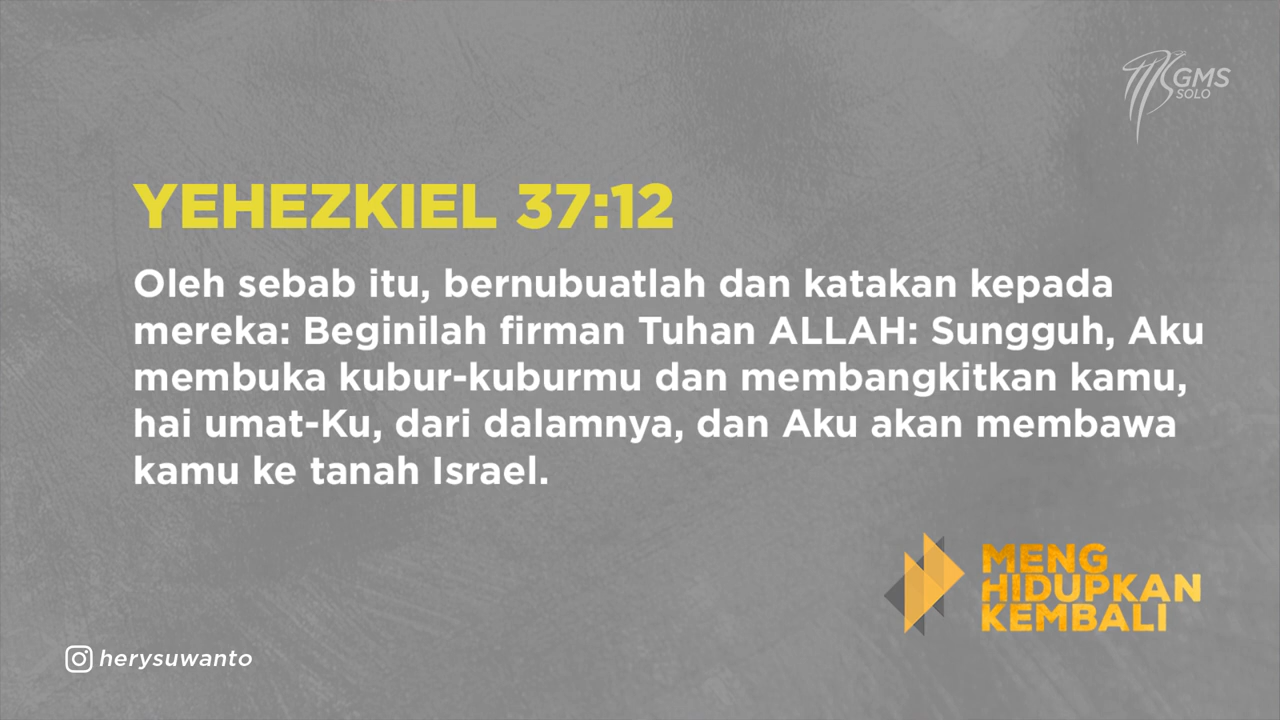 GMS
SOLO
YEHEZKIEL 37:12
Oleh sebab itu, bernubuatlah dan katakan kepada
mereka: Beginilah firman Tuhan ALLAH: Sungguh, Aku
membuka kubur-kuburmu dan membangkitkan kamu,
hai umat-Ku, dari dalamnya, dan Aku akan membawa
kamu ke tanah Israel.
MENG
HIDUPKAN
KEMBALI
herysuwanto